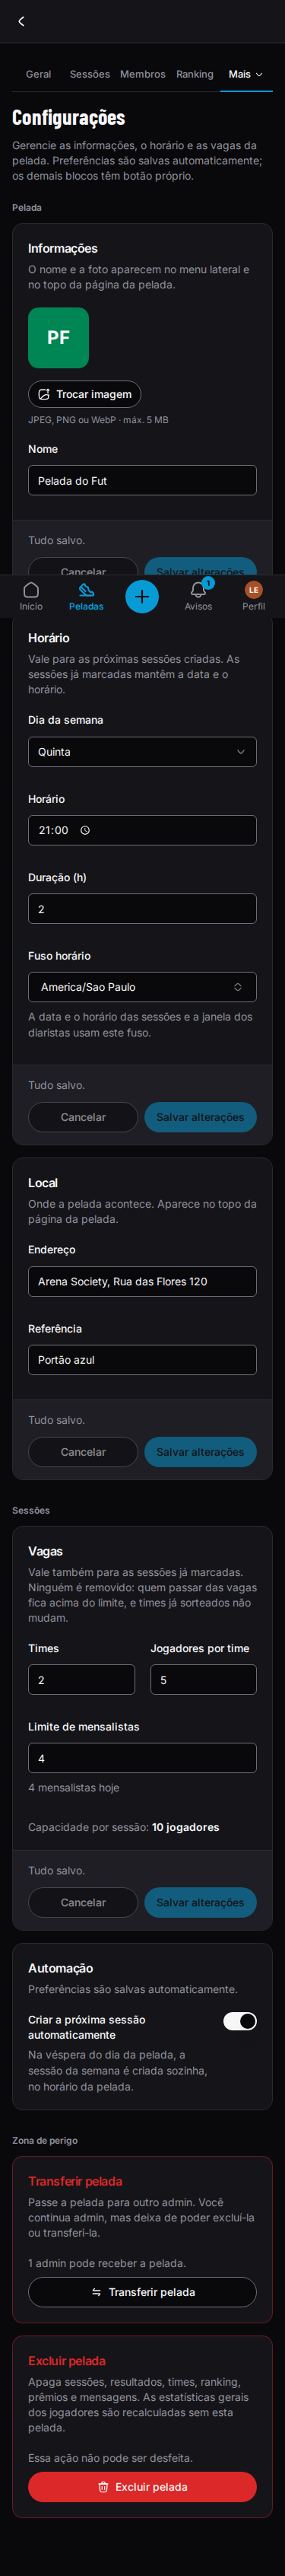 Geral Sessões Membros Ranking Mais
Configurações
Gerencie as informações, o horário e as vagas da
pelada. Preferências são salvas automaticamente;
os demais blocos têm botão próprio.
Pelada
Informações
O nome e a foto aparecem no menu lateral e
no topo da página da pelada.
PF
Trocar imagem
JPEG, PNG ou WebP · máx. 5 MB
Nome
Pelada do Fut
Tudo salvo.
Cancelar Salvar alterações
1
LE
Início Peladas Avisos Perfil
Horário
Vale para as próximas sessões criadas. As
sessões já marcadas mantêm a data e o
horário.
Dia da semana
Quinta
Horário
21:00
Duração (h)
2
Fuso horário
America/Sao Paulo
A data e o horário das sessões e a janela dos
diaristas usam este fuso.
Tudo salvo.
Cancelar Salvar alterações
Local
Onde a pelada acontece. Aparece no topo da
página da pelada.
Endereço
Arena Society, Rua das Flores 120
Referência
Portão azul
Tudo salvo.
Cancelar Salvar alterações
Sessões
Vagas
Vale também para as sessões já marcadas.
Ninguém é removido: quem passar das vagas
fica acima do limite, e times já sorteados não
mudam.
Times Jogadores por time
2 5
Limite de mensalistas
4
4 mensalistas hoje
Capacidade por sessão: 10 jogadores
Tudo salvo.
Cancelar Salvar alterações
Automação
Preferências são salvas automaticamente.
Criar a próxima sessão
automaticamente
Na véspera do dia da pelada, a
sessão da semana é criada sozinha,
no horário da pelada.
Zona de perigo
Transferir pelada
Passe a pelada para outro admin. Você
continua admin, mas deixa de poder excluí-la
ou transferi-la.
1 admin pode receber a pelada.
Transferir pelada
Excluir pelada
Apaga sessões, resultados, times, ranking,
prêmios e mensagens. As estatísticas gerais
dos jogadores são recalculadas sem esta
pelada.
Essa ação não pode ser desfeita.
Excluir pelada